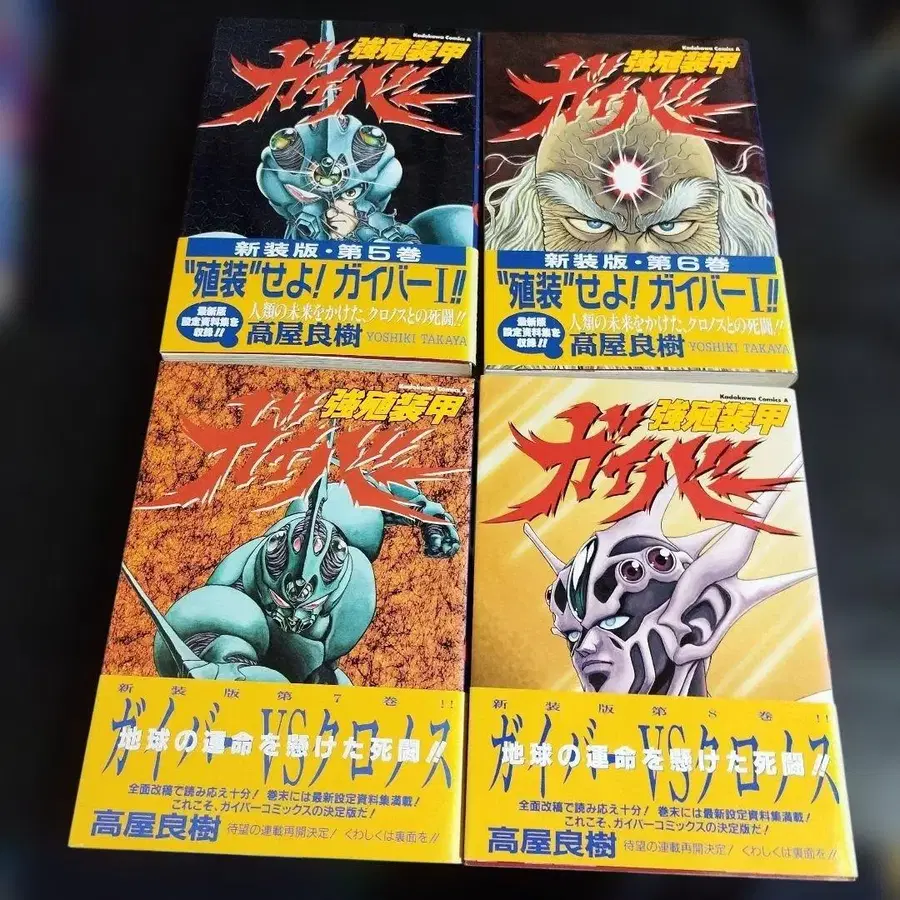 Kadokawa Comics A
強殖装甲
ガイバー
新装版・第5巻
"殖装"せよ! ガイバーI!!
人類の未来をかけた、クロノスとの死闘!!
最新版
設定資料集を
収録!!
高屋良樹 YOSHIKI TAKAYA
Kadokawa Comics A
強殖装甲
ガイバー
新装版・第6巻
"殖装"せよ! ガイバーI!!
人類の未来をかけた、クロノスとの死闘!!
最新版
設定資料集を
収録!!
高屋良樹 YOSHIKI TAKAYA
Kadokawa Comics A
強殖装甲
ガイバー
新装版第7巻!!
ガイバーVSクロノス
地球の運命を懸けた死闘!!
全面改稿で読み応え十分! 巻末には最新設定資料集満載!
これこそ、ガイバーコミックスの決定版だ!
高屋良樹 待望の連載再開決定! くわしくは裏面を!!
Kadokawa Comics A
強殖装甲
ガイバー
新装版第8巻!!
ガイバーVSクロノス
地球の運命を懸けた死闘!!
全面改稿で読み応え十分! 巻末には最新設定資料集満載!
これこそ、ガイバーコミックスの決定版だ!
高屋良樹 待望の連載再開決定! くわしくは裏面を!!